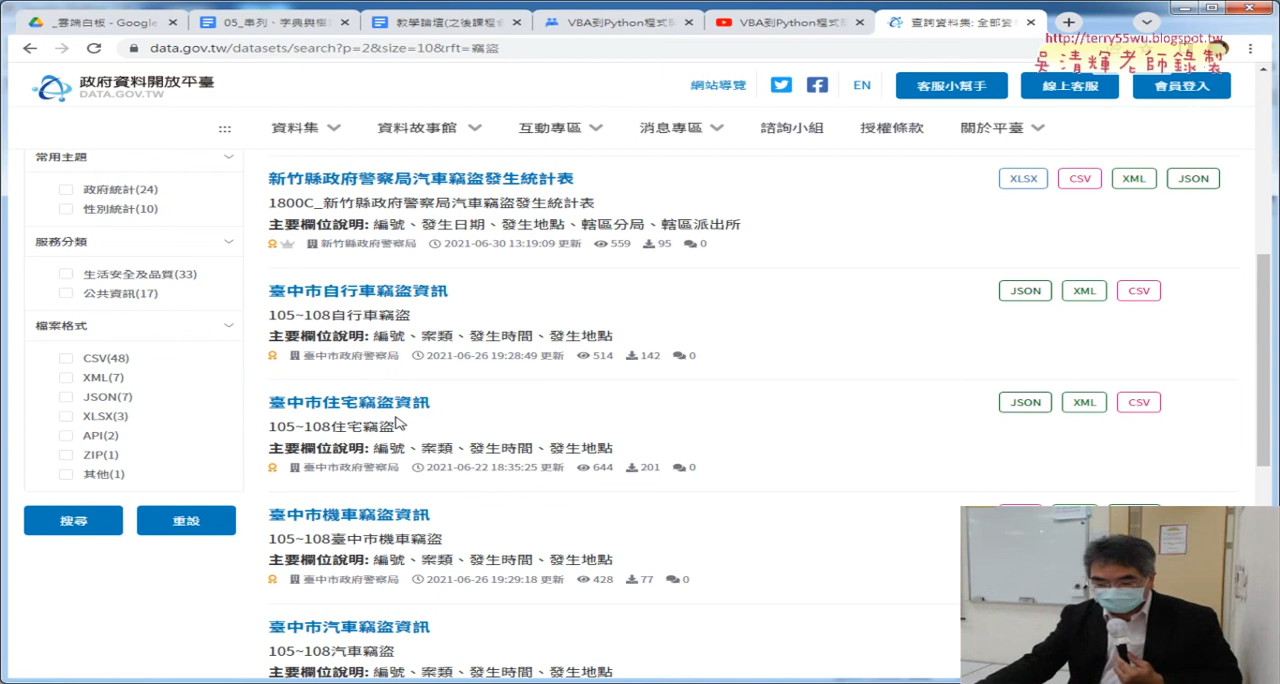 _雲端白板 - Google
05_串列、字典與
教學論壇(之後課程
VBA到Python程式
VBA到Python程式
查詢資料集: 全部資
data.gov.tw/datasets/search?p=2&size=10&rft=竊盜
http://terry55wu.blogspot.tw
吳清輝老師錄製
政府資料開放平臺
DATA.GOV.TW
網站導覽
EN
客服小幫手
線上客服
會員登入
資料集
資料故事館
互動專區
消息專區
諮詢小組
授權條款
關於平臺
常用主題
政府統計(24)
性別統計(10)
服務分類
生活安全及品質(33)
公共資訊(17)
檔案格式
CSV(48)
XML(7)
JSON(7)
XLSX(3)
API(2)
ZIP(1)
其他(1)
搜尋
重設
新竹縣政府警察局汽車竊盜發生統計表
XLSX CSV XML JSON
1800C_新竹縣政府警察局汽車竊盜發生統計表
主要欄位說明: 編號、發生日期、發生地點、轄區分局、轄區派出所
新竹縣政府警察局 2021-06-30 13:19:09 更新 559 95 0
臺中市自行車竊盜資訊
JSON XML CSV
105~108自行車竊盜
主要欄位說明: 編號、案類、發生時間、發生地點
臺中市政府警察局 2021-06-26 19:28:49 更新 514 142 0
臺中市住宅竊盜資訊
JSON XML CSV
105~108住宅竊盜
主要欄位說明: 編號、案類、發生時間、發生地點
臺中市政府警察局 2021-06-22 18:35:25 更新 644 201 0
臺中市機車竊盜資訊
105~108臺中市機車竊盜
主要欄位說明: 編號、案類、發生時間、發生地點
臺中市政府警察局 2021-06-26 19:29:18 更新 428 77 0
臺中市汽車竊盜資訊
105~108汽車竊盜
主要欄位說明: 編號、案類、發生時間、發生地點